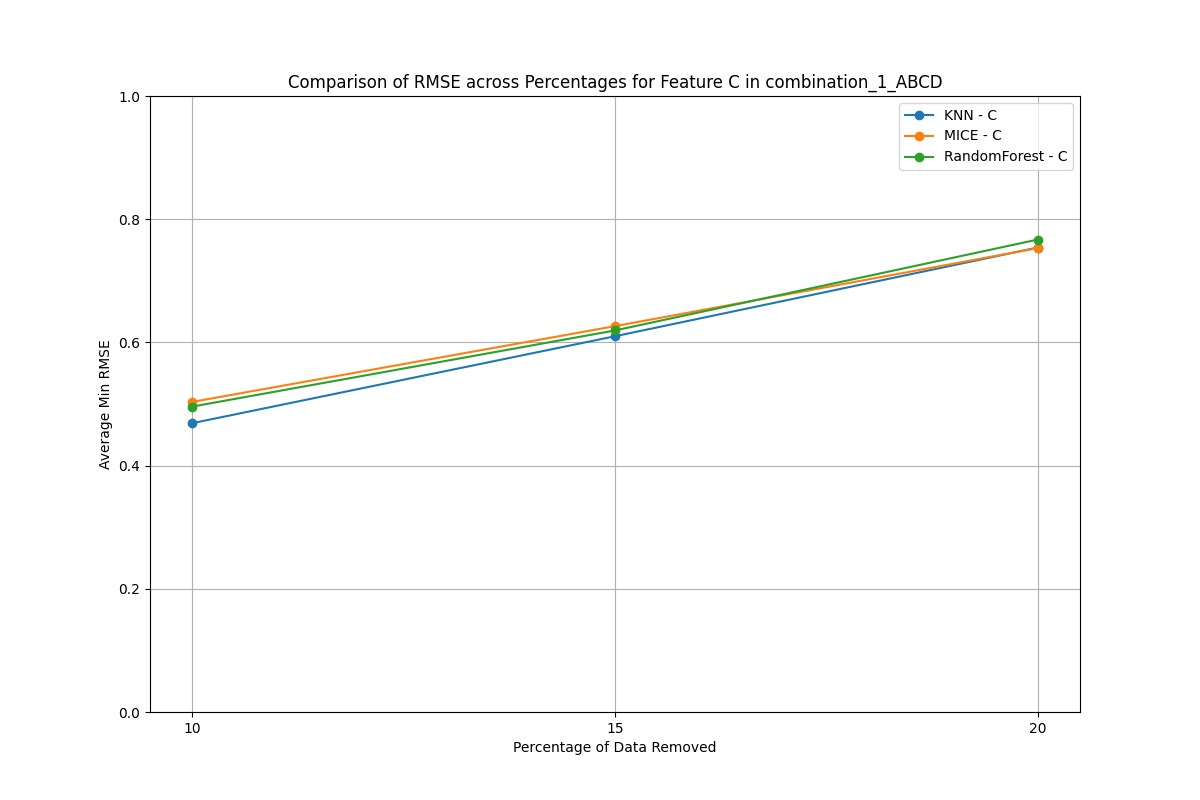 Comparison of RMSE across Percentages for Feature C in combination_1_ABCD
1.0
0.8
0.6
0.4
0.2
0.0
Average Min RMSE
KNN - C
MICE - C
RandomForest - C
10
15
20
Percentage of Data Removed